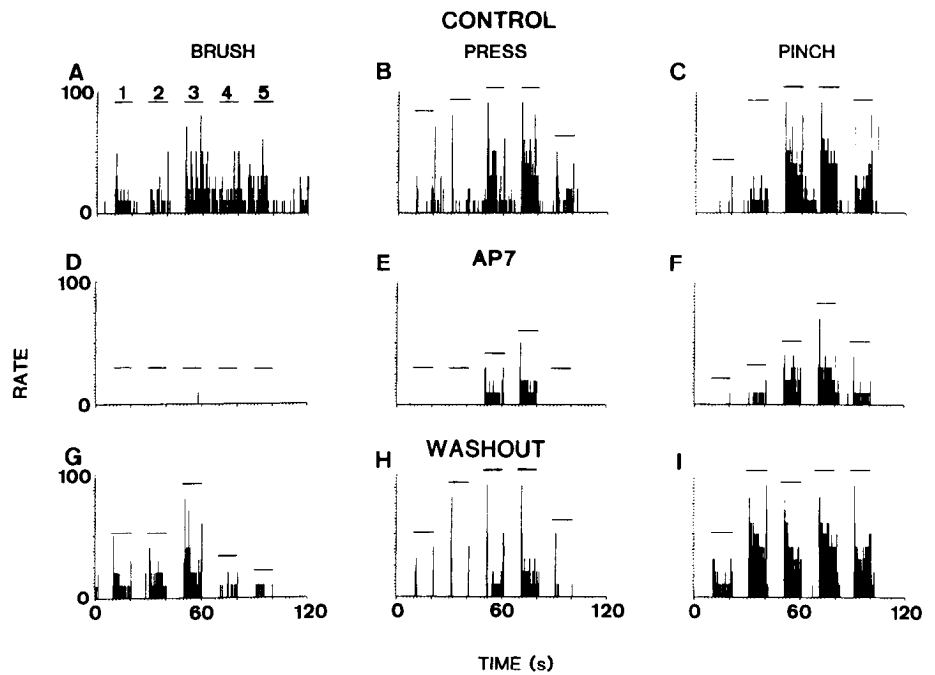 CONTROL
BRUSH PRESS PINCH
A B C
100 1 2 3 4 5
0
D E AP7 F
100
RATE
0
G H WASHOUT I
100
0
0 60 120 0 60 120 0 60 120
TIME (s)